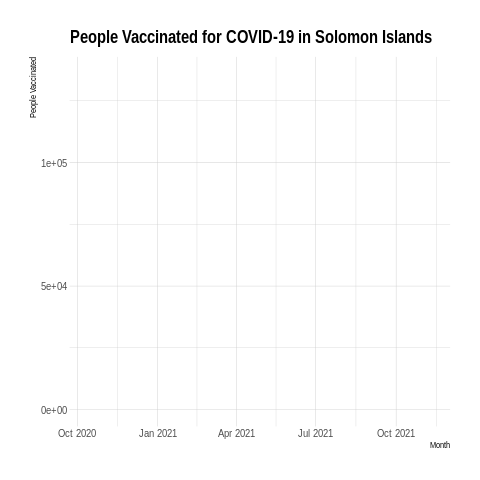 People Vaccinated for COVID-19 in Solomon Islands
People Vaccinated
1e+05
5e+04
0e+00
Oct 2020 Jan 2021 Apr 2021 Jul 2021 Oct 2021
Month